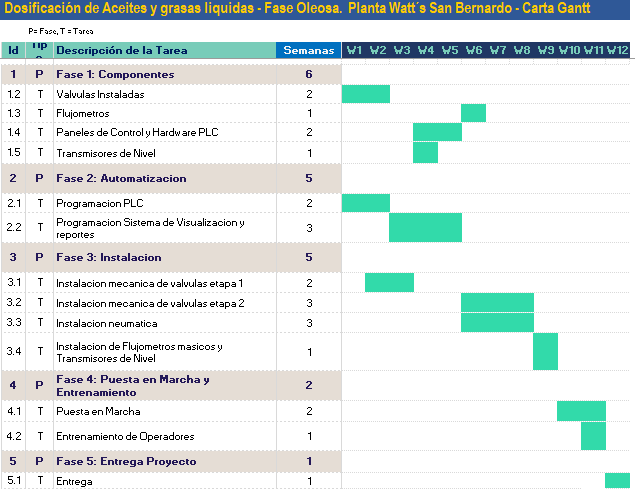 Dosificación de Aceites y grasas liquidas - Fase Oleosa. Planta Watt´s San Bernardo - Carta Gantt
P= Fase, T = Tarea
Id Tip Descripción de la Tarea Semanas W1 W2 W3 W4 W5 W6 W7 W8 W9 W10 W11 W12
1 P Fase 1: Componentes 6
1.2 T Valvulas Instaladas 2
1.3 T Flujometros 1
1.4 T Paneles de Control y Hardware PLC 2
1.5 T Transmisores de Nivel 1
2 P Fase 2: Automatizacion 5
2.1 T Programacion PLC 2
2.2 T Programacion Sistema de Visualizacion y
reportes 3
3 P Fase 3: Instalacion 5
3.1 T Instalacion mecanica de valvulas etapa 1 2
3.2 T Instalacion mecanica de valvulas etapa 2 3
3.3 T Instalacion neumatica 3
3.4 T Instalacion de Flujometros masicos y
Transmisores de Nivel 1
4 P Fase 4: Puesta en Marcha y
Entrenamiento 2
4.1 T Puesta en Marcha 2
4.2 T Entrenamiento de Operadores 1
5 P Fase 5: Entrega Proyecto 1
5.1 T Entrega 1